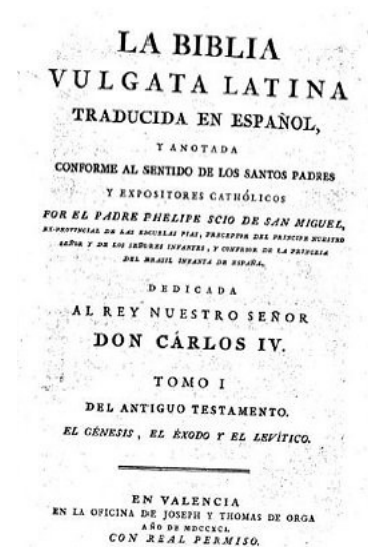 LA BIBLIA
VULGATA LATINA
TRADUCIDA EN ESPAÑOL,
Y ANOTADA
CONFORME AL SENTIDO DE LOS SANTOS PADRES
Y EXPOSITORES CATHÓLICOS
POR EL PADRE PHELIPE SCIO DE SAN MIGUEL,
EX-PROVINCIAL DE LAS ESCUELAS PIAS, PRECEPTOR DEL PRINCIPE NUESTRO
SEÑOR Y DE LOS SEÑORES INFANTES, Y CONFESOR DE LA PRINCESA
DEL BRASIL INFANTA DE ESPAÑA.
DEDICADA
AL REY NUESTRO SEÑOR
DON CÁRLOS IV.
TOMO I
DEL ANTIGUO TESTAMENTO.
EL GÉNESIS, EL ÉXODO Y EL LEVÍTICO.
EN VALENCIA
EN LA OFICINA DE JOSEPH Y THOMAS DE ORGA
AÑO DE MDCCXCI.
CON REAL PERMISO.